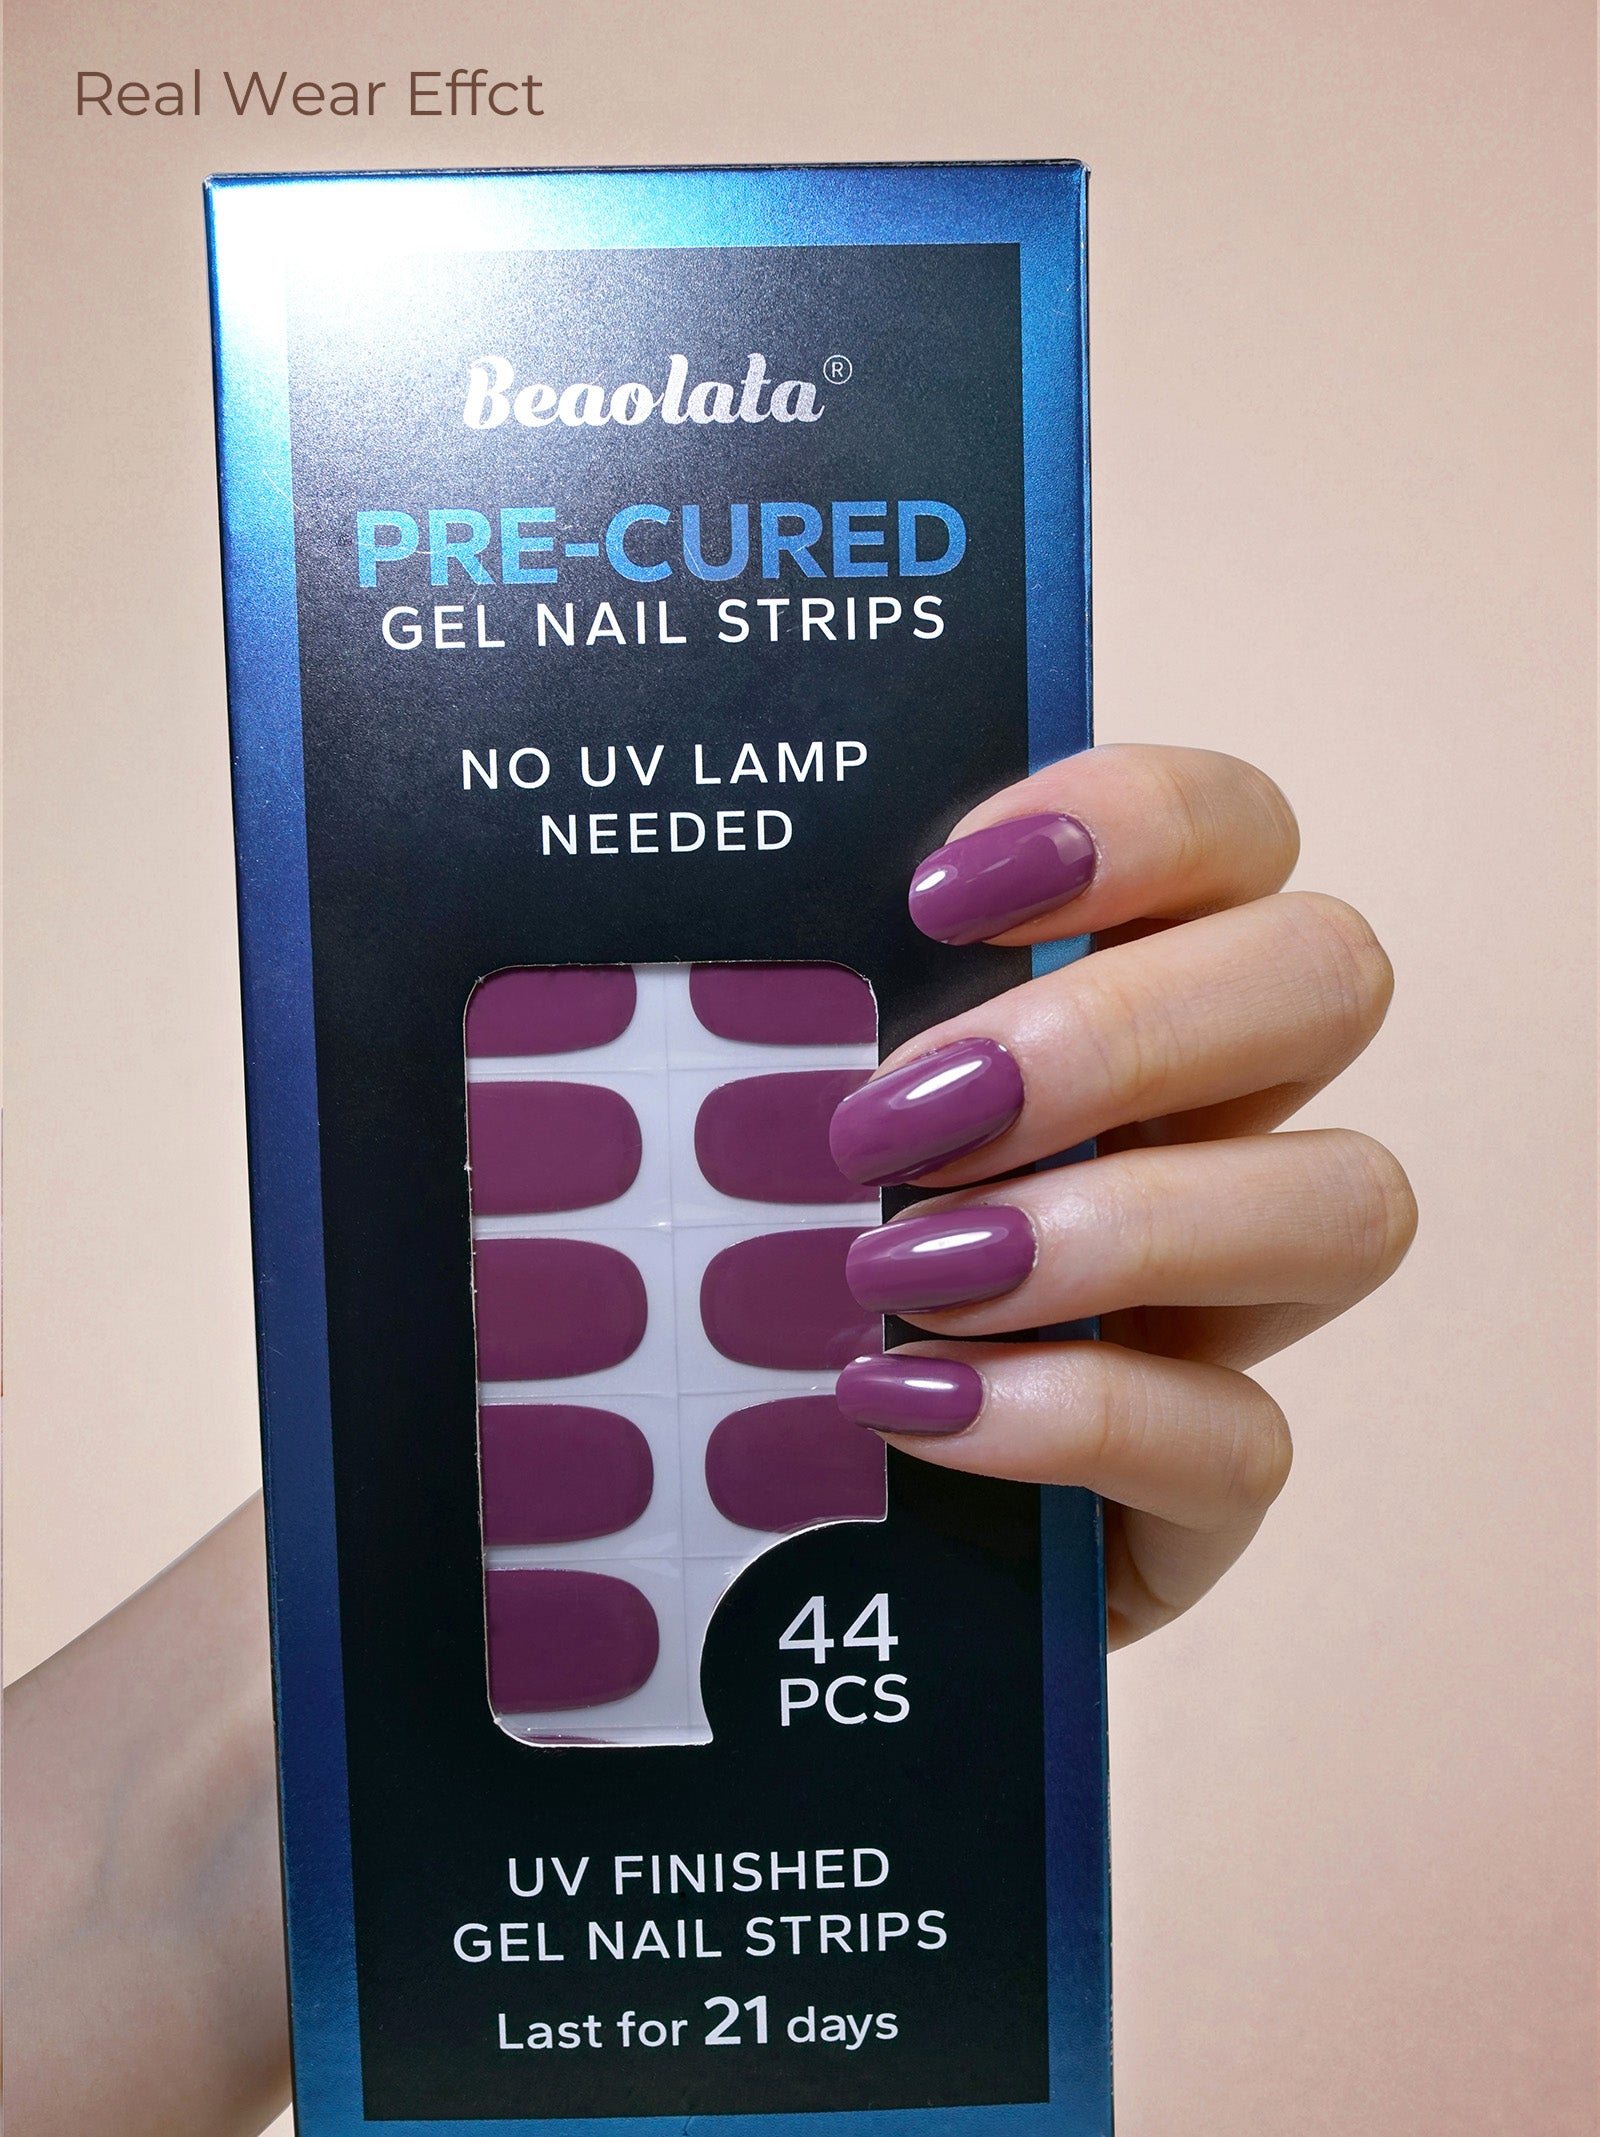 Real Wear Effct
Beaolata®
PRE-CURED
GEL NAIL STRIPS
NO UV LAMP
NEEDED
44
PCS
UV FINISHED
GEL NAIL STRIPS
Last for 21 days